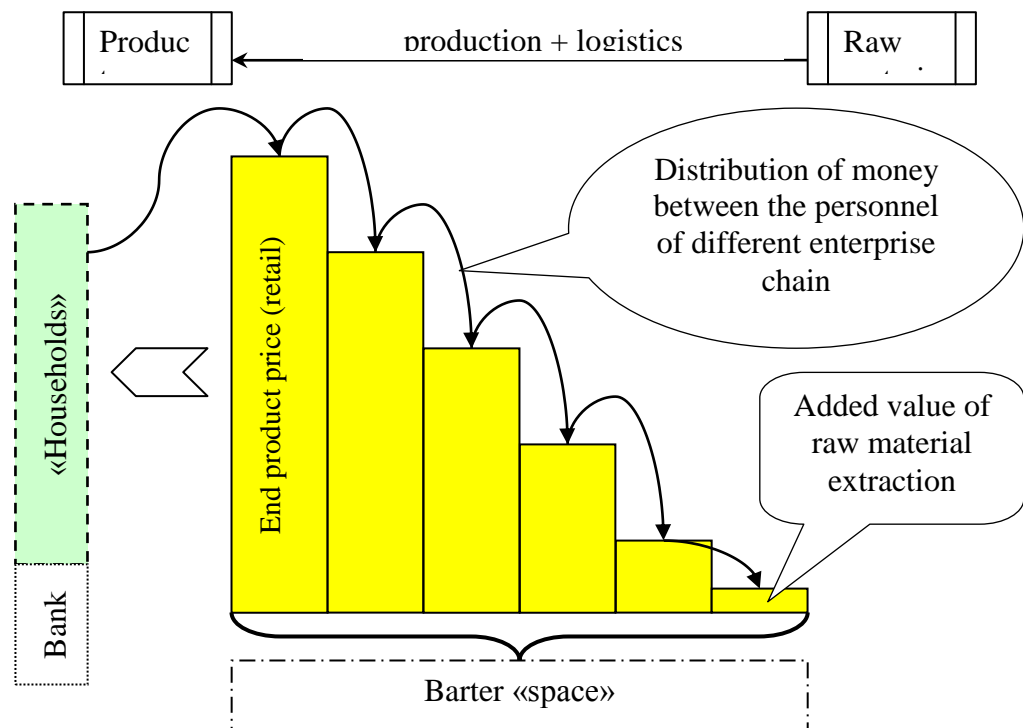 Produc
production + logistics
Raw
Distribution of money
between the personnel
of different enterprise
chain
«Households»
End product price (retail)
Added value of
raw material
extraction
Bank
Barter «space»